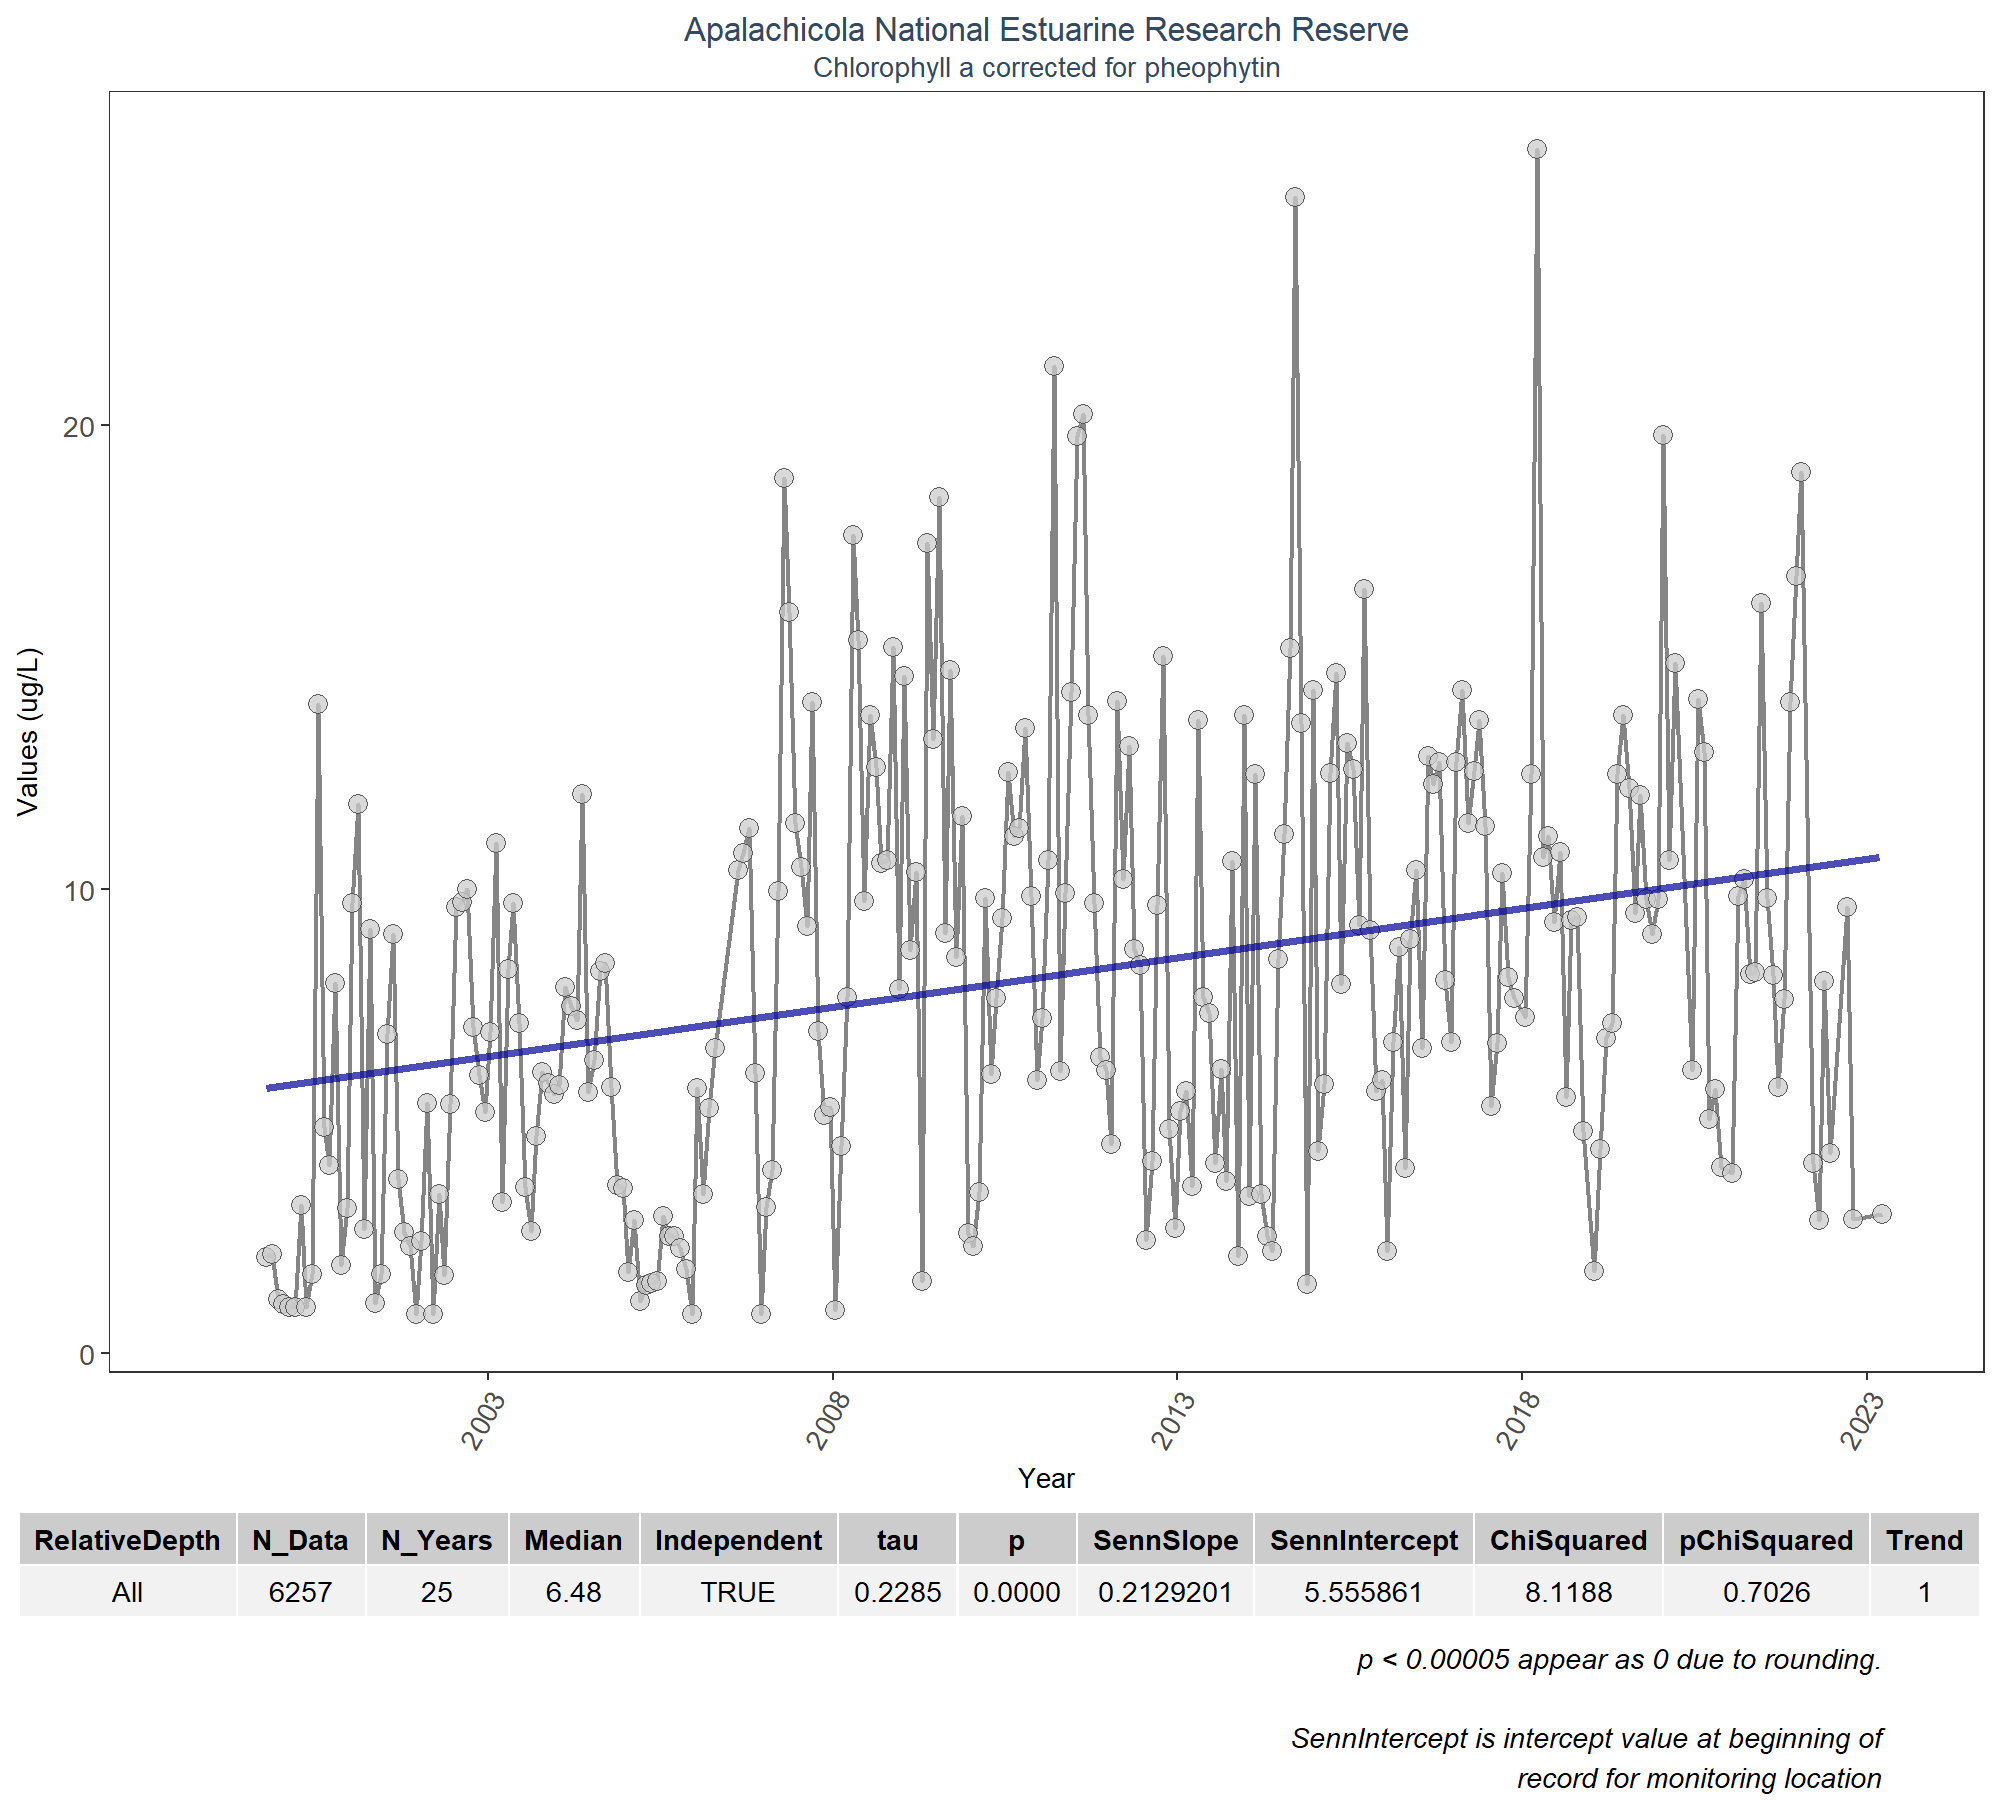 Apalachicola National Estuarine Research Reserve
Chlorophyll a corrected for pheophytin
Values (ug/L)
20
10
0
2003 2008 2013 2018 2023
Year
RelativeDepth N_Data N_Years Median Independent tau p SennSlope SennIntercept ChiSquared pChiSquared Trend
All 6257 25 6.48 TRUE 0.2285 0.0000 0.2129201 5.555861 8.1188 0.7026 1
p < 0.00005 appear as 0 due to rounding.
SennIntercept is intercept value at beginning of
record for monitoring location